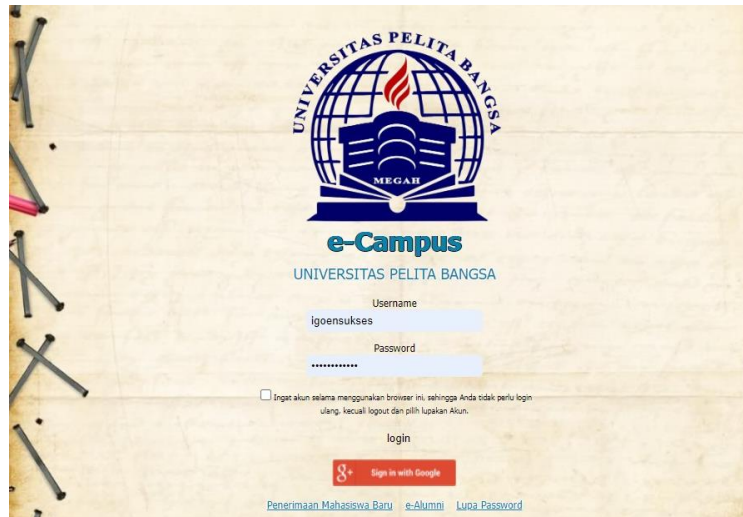 UNIVERSITAS PELITA BANGSA
MEGAH
e-Campus
UNIVERSITAS PELITA BANGSA
Username
igoensukses
Password
••••••••••••
Ingat akun selama menggunakan browser ini, sehingga Anda tidak perlu login
ulang, kecuali logout dan pilih lupakan Akun.
login
g+ Sign in with Google
Penerimaan Mahasiswa Baru e-Alumni Lupa Password